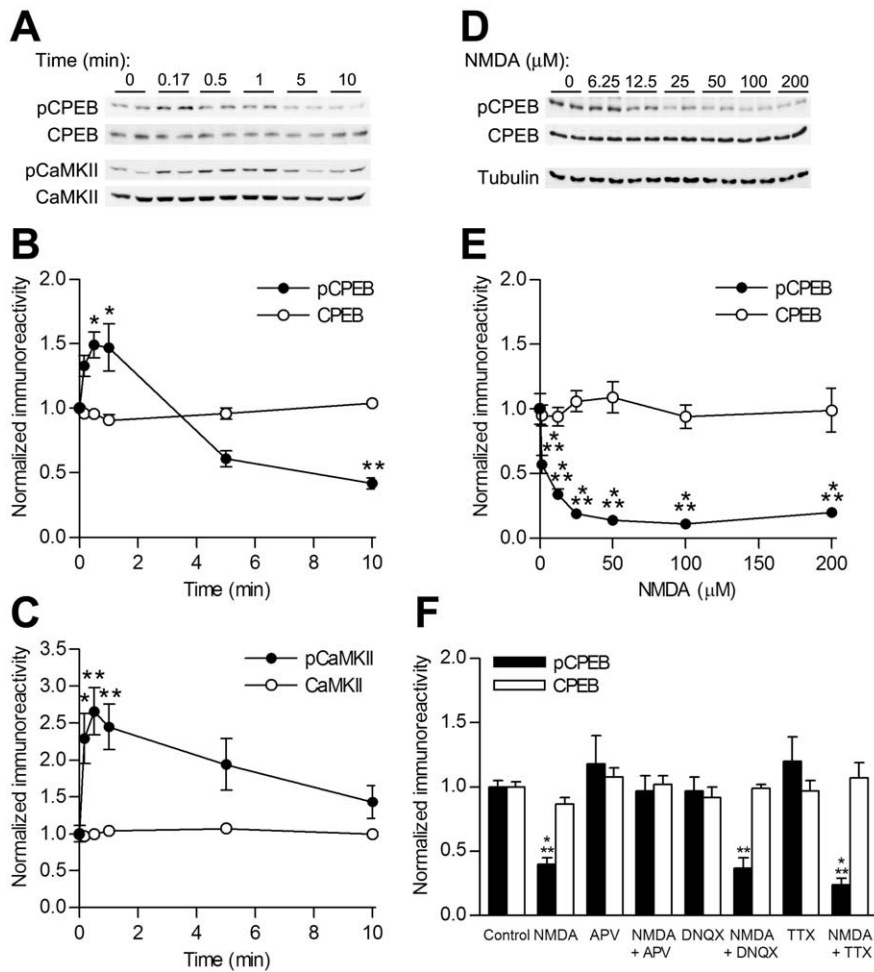 A
Time (min):
0 0.17 0.5 1 5 10
pCPEB
CPEB
pCaMKII
CaMKII
D
NMDA (μM):
0 6.25 12.5 25 50 100 200
pCPEB
CPEB
Tubulin
B
Normalized immunoreactivity
2.0
1.5
1.0
0.5
0.0
pCPEB
CPEB
* *
**
0 2 4 6 8 10
Time (min)
E
Normalized immunoreactivity
2.0
1.5
1.0
0.5
0.0
pCPEB
CPEB
* * * * * *
** ** ** ** ** **
0 50 100 150 200
NMDA (μM)
C
Normalized immunoreactivity
3.5
3.0
2.5
2.0
1.5
1.0
0.5
0.0
pCaMKII
CaMKII
* ** **
0 2 4 6 8 10
Time (min)
F
Normalized immunoreactivity
2.0
1.5
1.0
0.5
0.0
pCPEB
CPEB
* *
** ** **
Control NMDA APV NMDA DNQX NMDA TTX NMDA
+ APV + DNQX + TTX